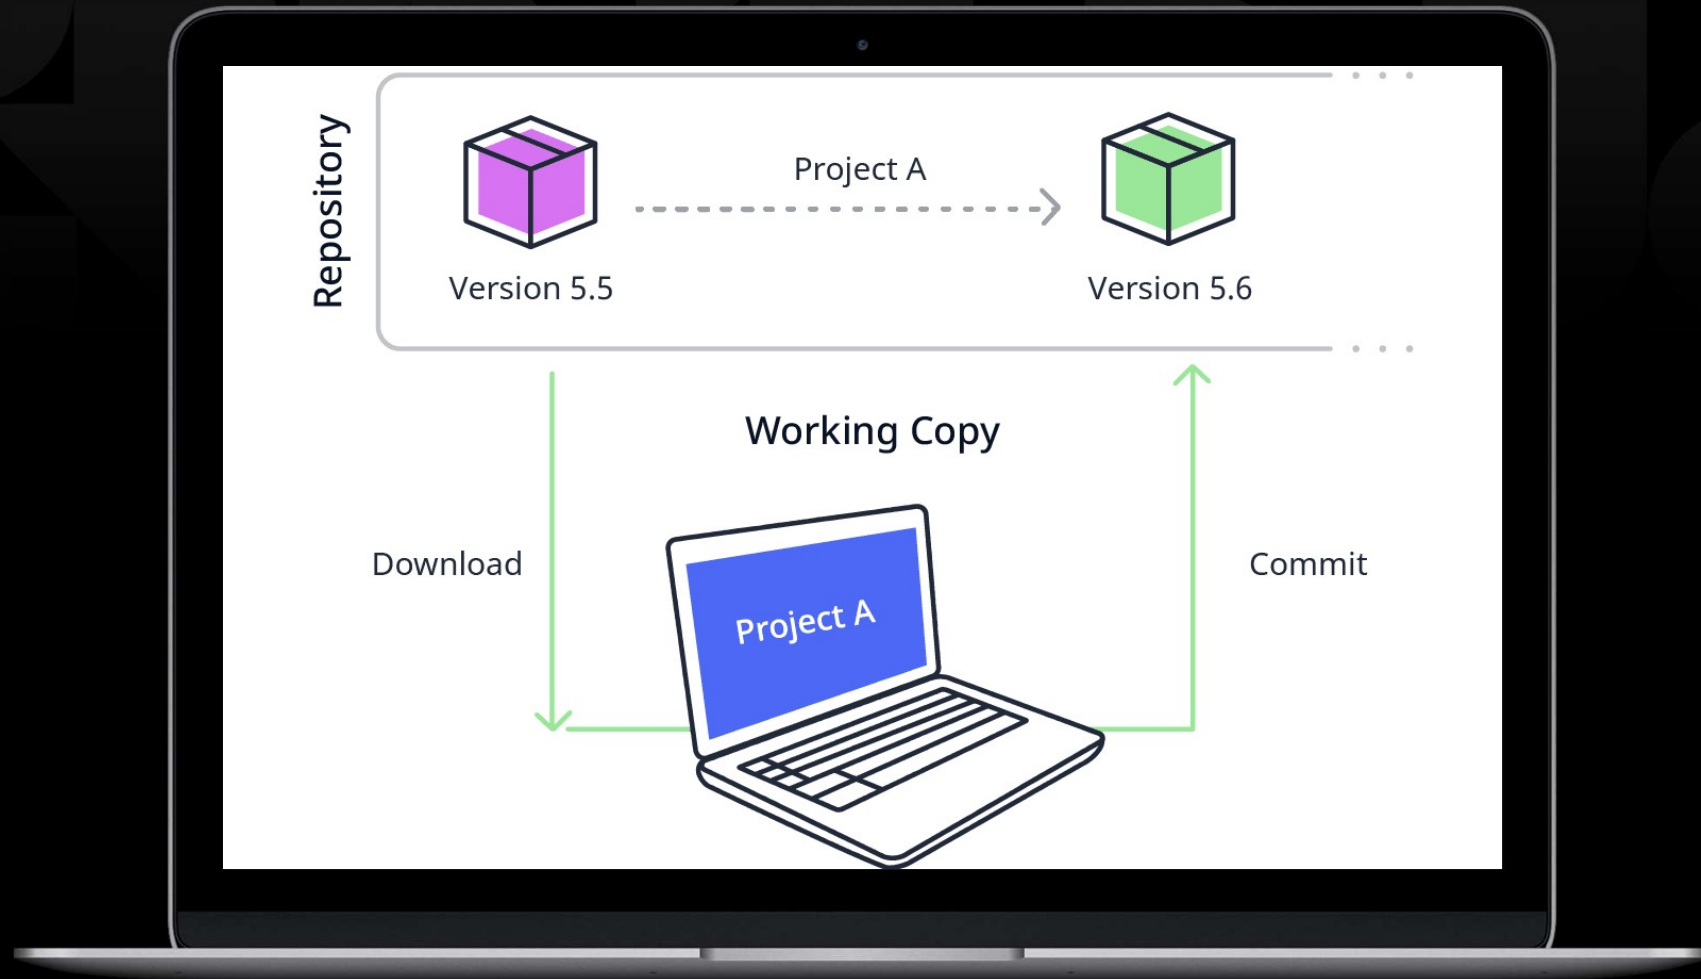 Repository
Project A
Version 5.5
Version 5.6
Working Copy
Download
Commit
Project A